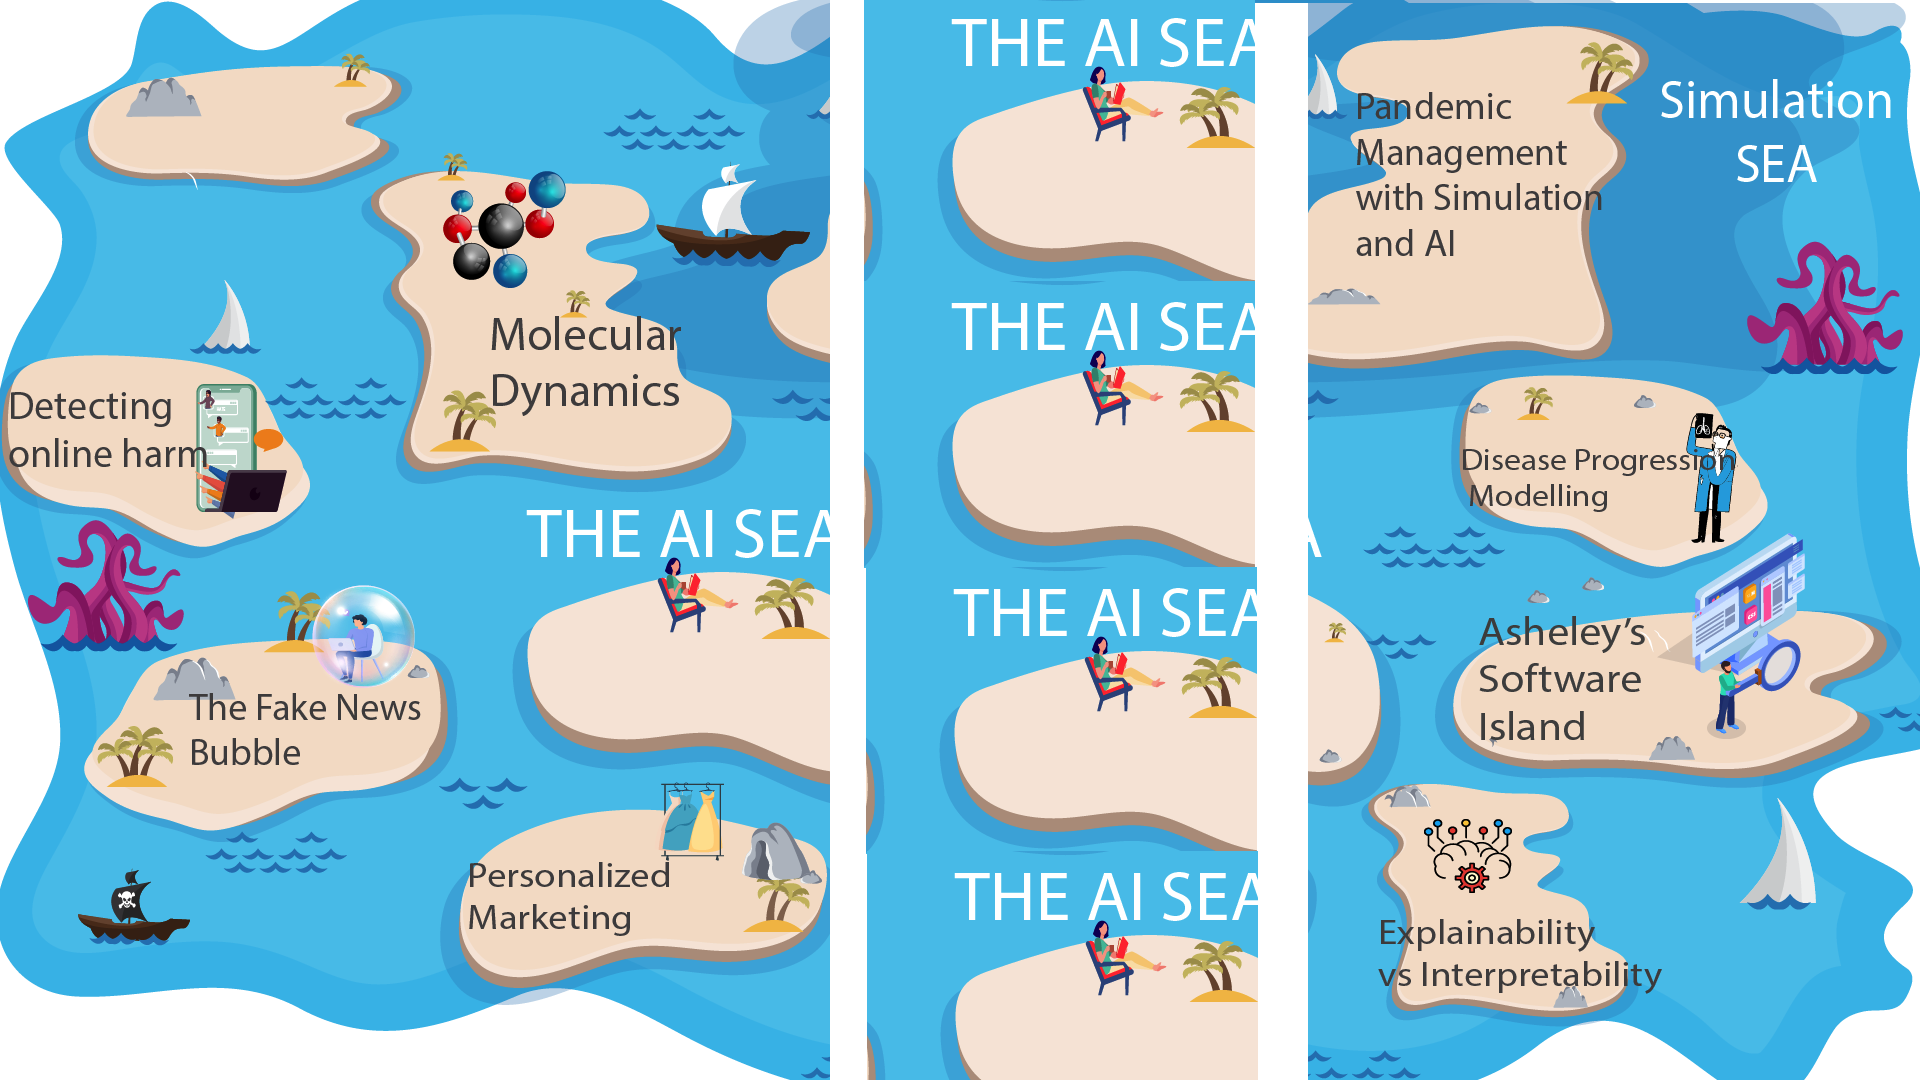 Molecular
Dynamics
Detecting
online harm
THE AI SEA
The Fake News
Bubble
Personalized
Marketing
THE AI SEA
THE AI SEA
THE AI SEA
THE AI SEA
Pandemic
Management
with Simulation
and AI
Simulation
SEA
Disease Progression
Modelling
A
Asheley’s
Software
Island
Explainability
vs Interpretability